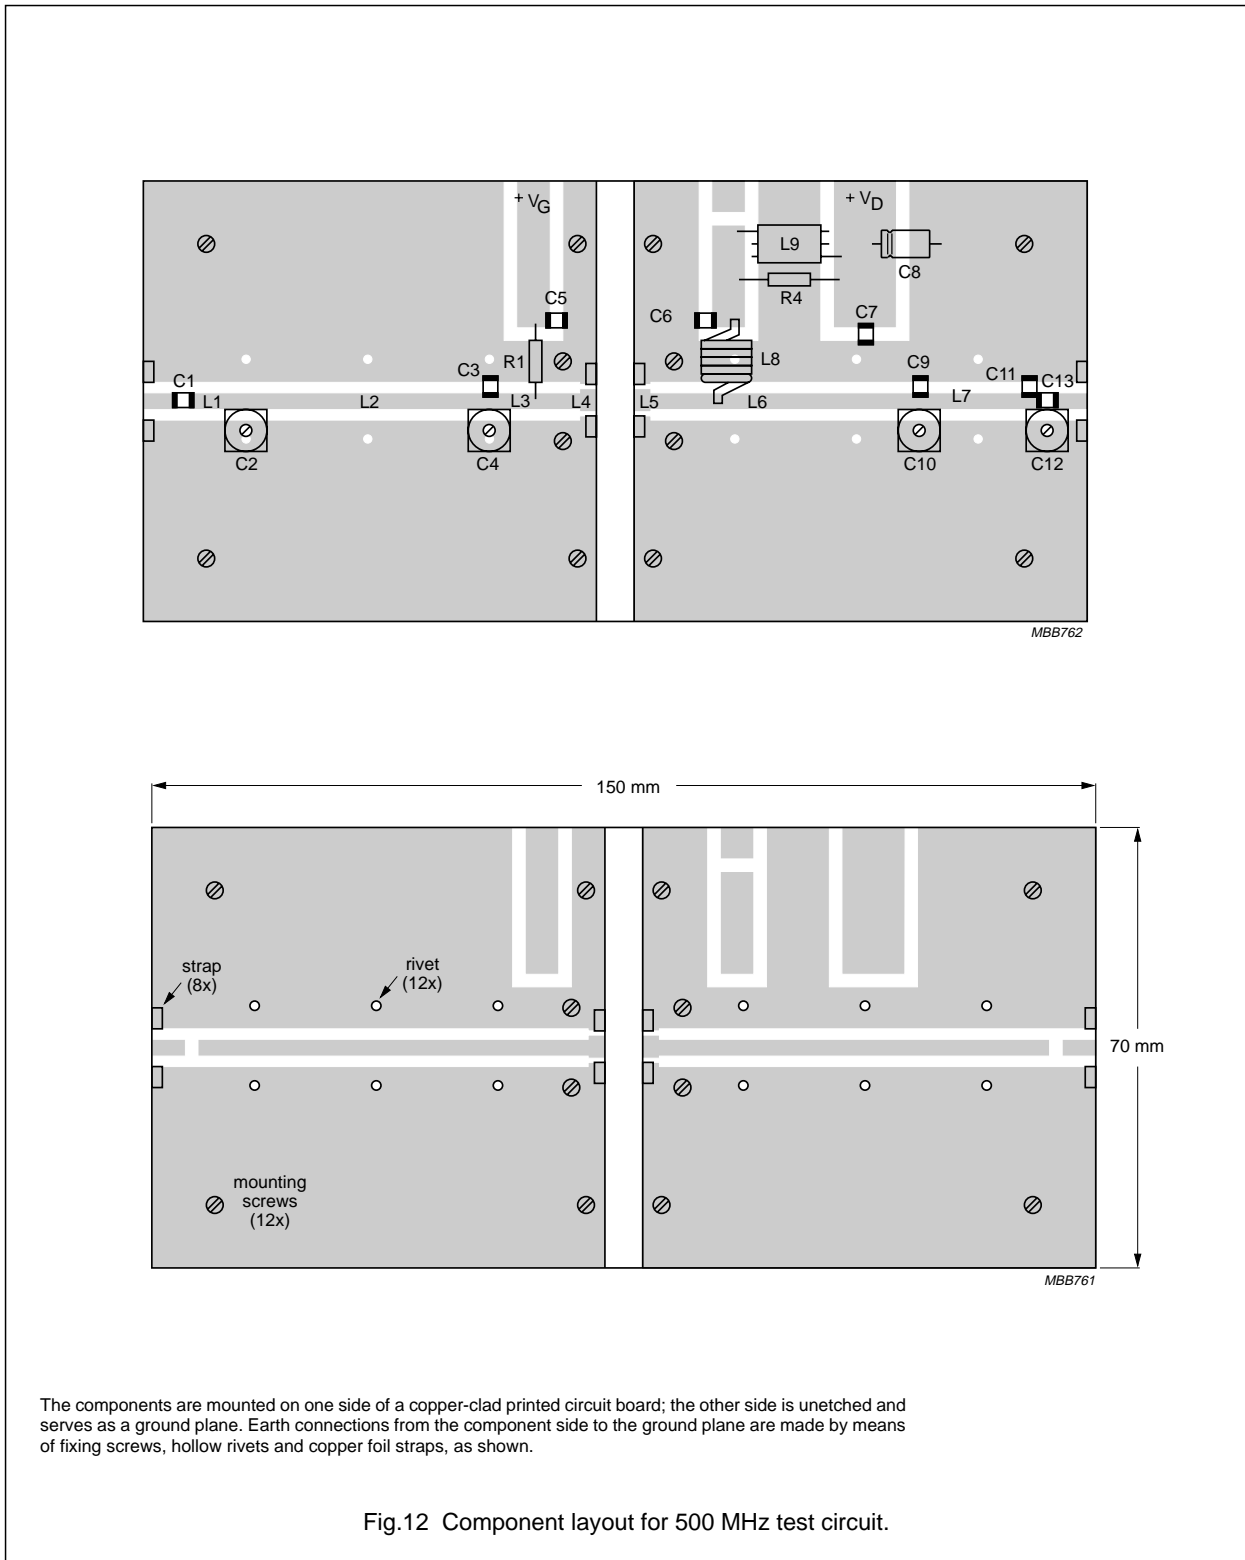 + VG
+ VD
L9
C8
R4
C5
C6
C7
R1
L8
C3
C9
C11
C13
C1
L1
L2
L3
L4
L5
L6
L7
C2
C4
C10
C12
MBB762
150 mm
strap
(8x)
rivet
(12x)
70 mm
mounting
screws
(12x)
MBB761
The components are mounted on one side of a copper-clad printed circuit board; the other side is unetched and
serves as a ground plane. Earth connections from the component side to the ground plane are made by means
of fixing screws, hollow rivets and copper foil straps, as shown.
Fig.12 Component layout for 500 MHz test circuit.